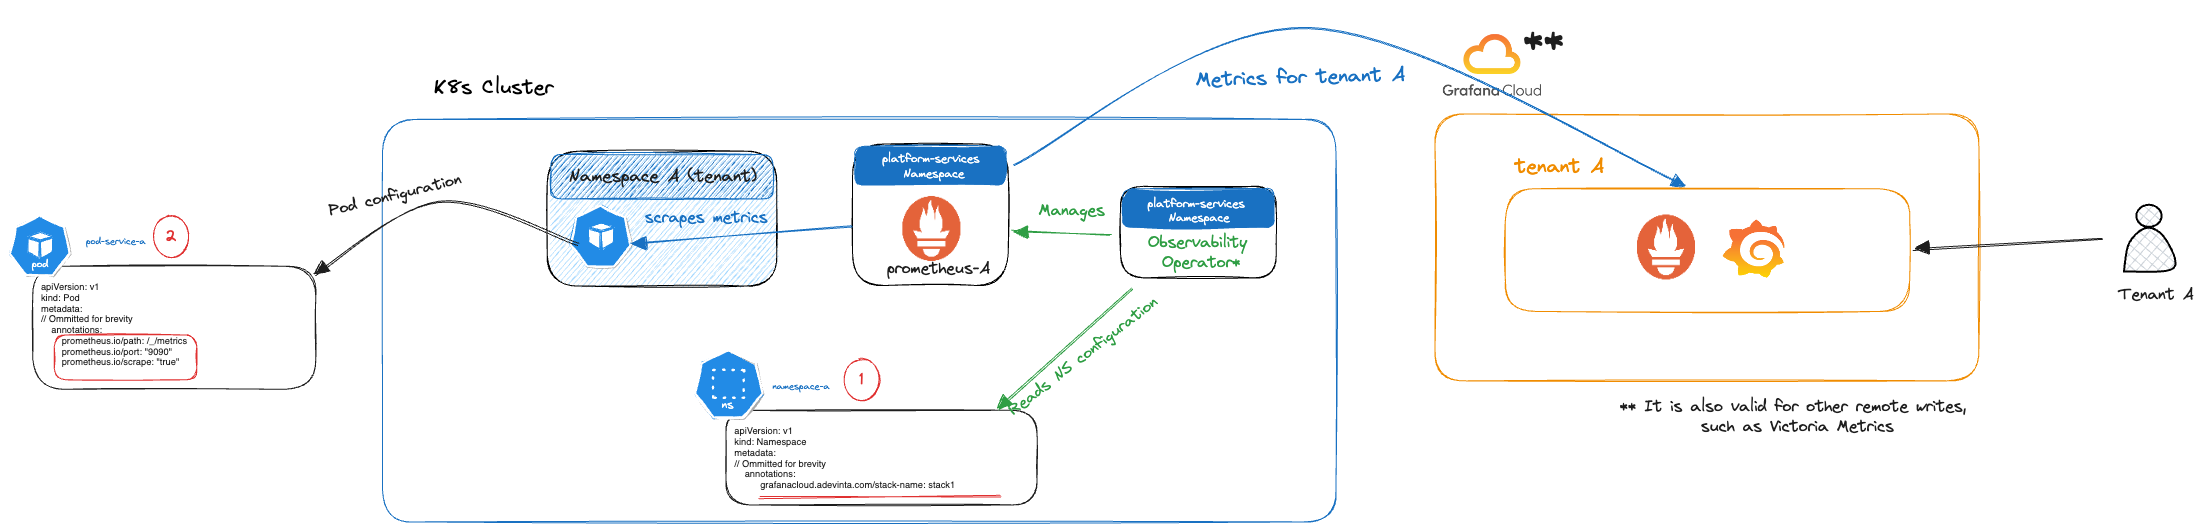 K8s Cluster
Metrics for tenant A
**
Grafana Cloud
Namespace A (tenant)
scrapes metrics
platform-services
Namespace
prometheus-A
Manages
platform-services
Namespace
Observability
Operator*
tenant A
Tenant A
Pod configuration
pod
pod-service-a
2
apiVersion: v1
kind: Pod
metadata:
// Ommitted for brevity
annotations:
prometheus.io/path: /_/metrics
prometheus.io/port: "9090"
prometheus.io/scrape: "true"
Reads NS configuration
ns
namespace-a
1
apiVersion: v1
kind: Namespace
metadata:
// Ommitted for brevity
annotations:
grafanacloud.adevinta.com/stack-name: stack1
** It is also valid for other remote writes,
such as Victoria Metrics